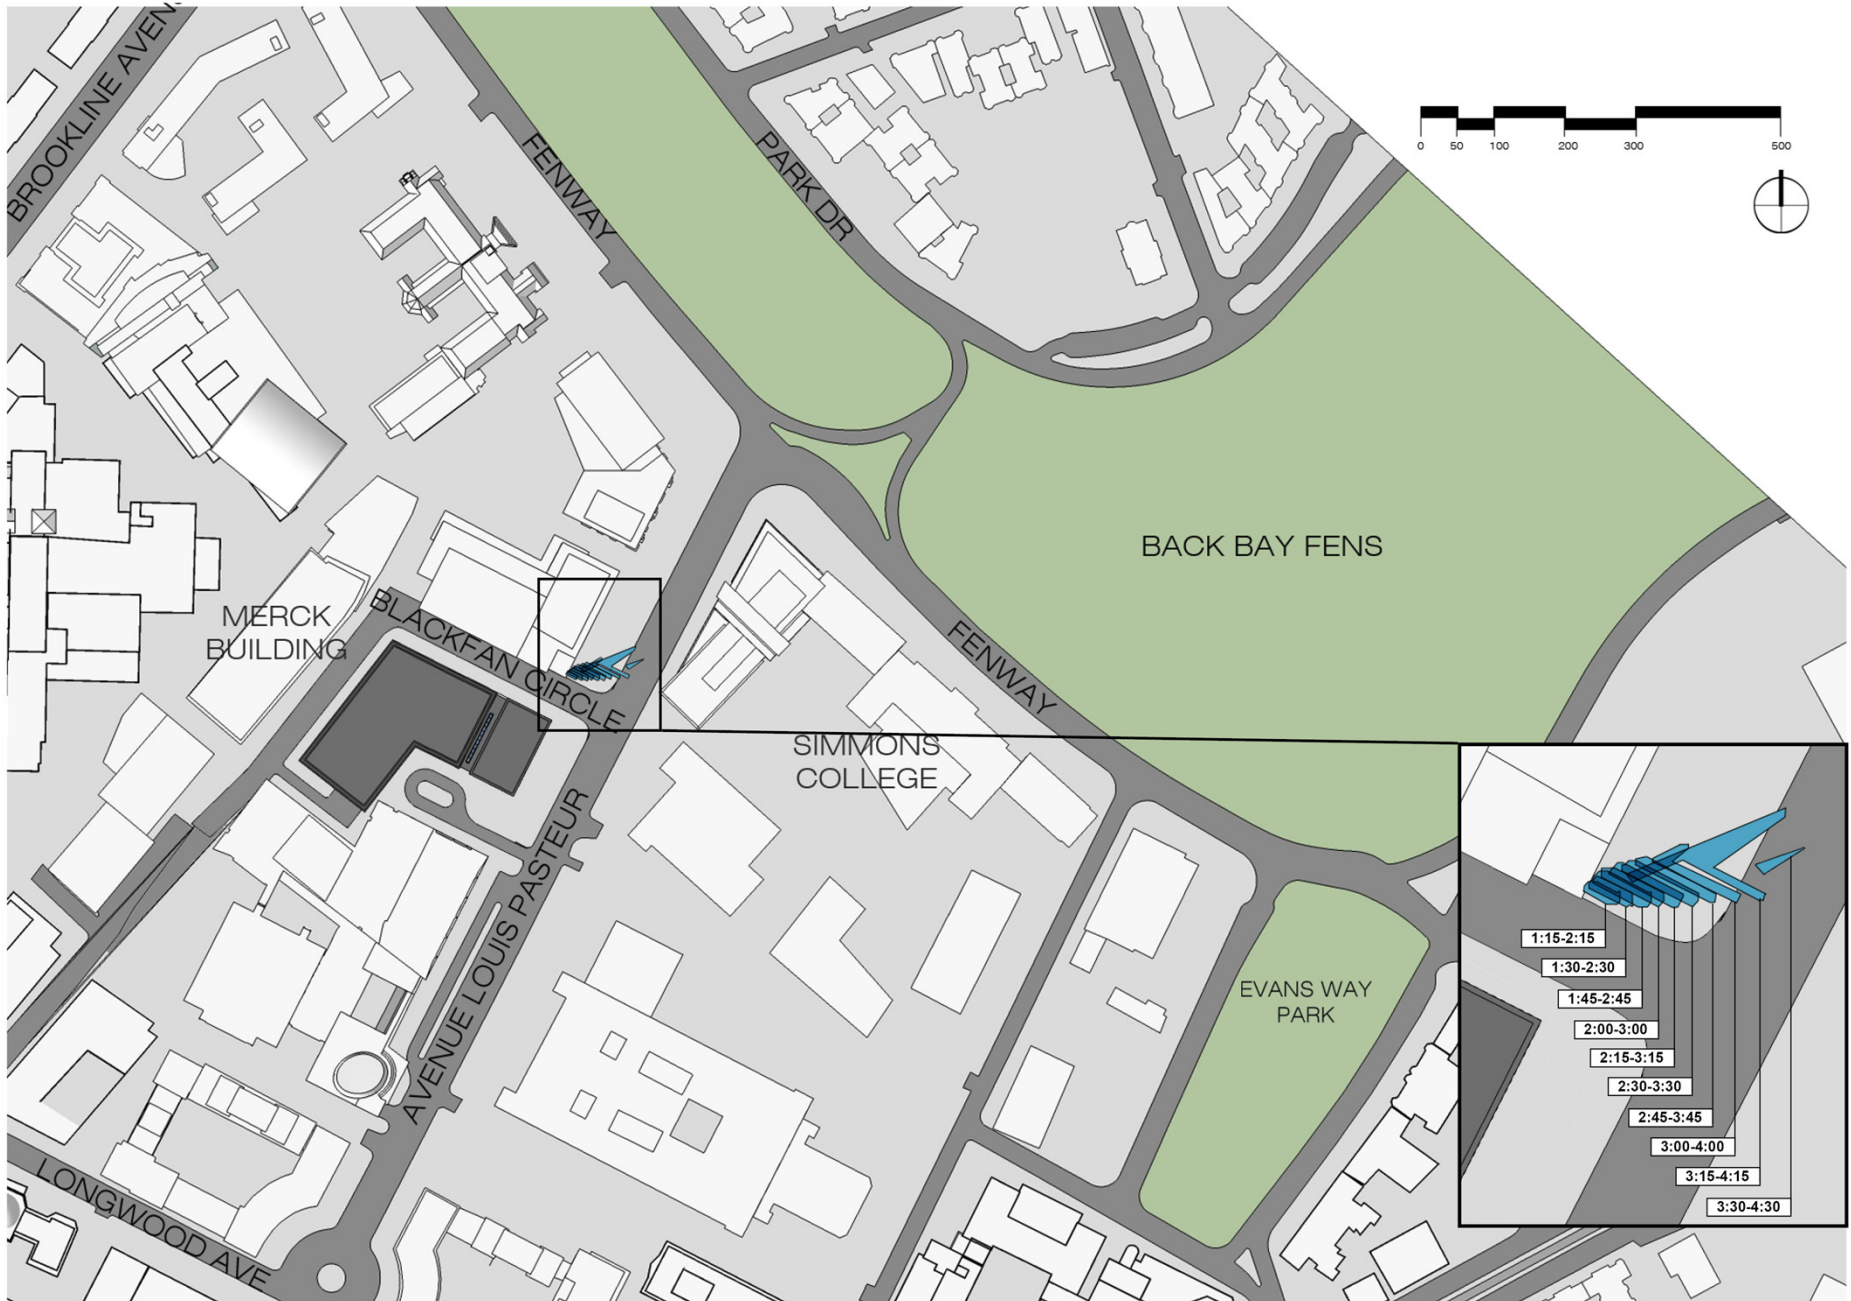 BROOKLINE AVENU
FENWAY
PARK DR
0 50 100 200 300 500
BACK BAY FENS
MERCK
BUILDING
BLACKFAN CIRCLE
FENWAY
SIMMONS
COLLEGE
AVENUE LOUIS PASTEUR
EVANS WAY
PARK
LONGWOOD AVE
1:15-2:15
1:30-2:30
1:45-2:45
2:00-3:00
2:15-3:15
2:30-3:30
2:45-3:45
3:00-4:00
3:15-4:15
3:30-4:30